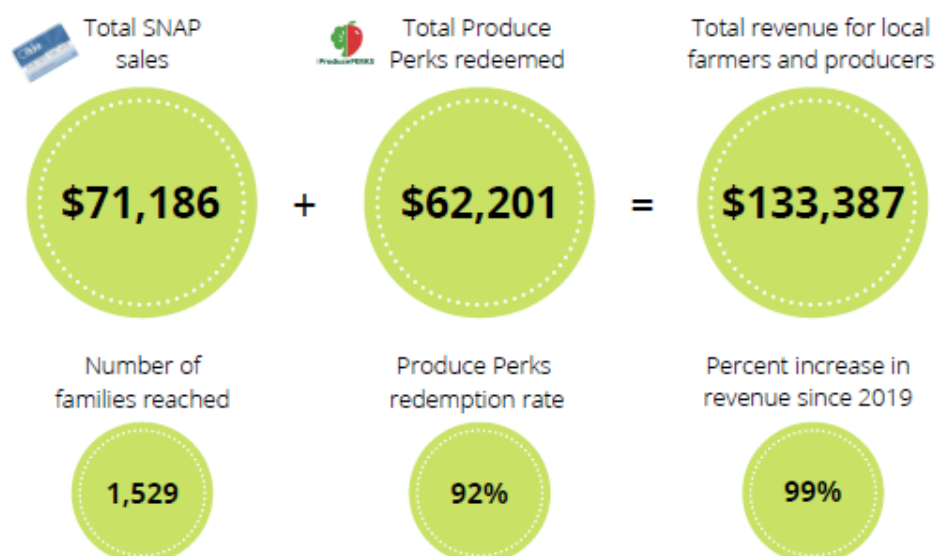 Total SNAP
sales
Ohio
$71,186
+
Total Produce
Perks redeemed
ProducePERKS
$62,201
=
Total revenue for local
farmers and producers
$133,387
Number of
families reached
1,529
Produce Perks
redemption rate
92%
Percent increase in
revenue since 2019
99%